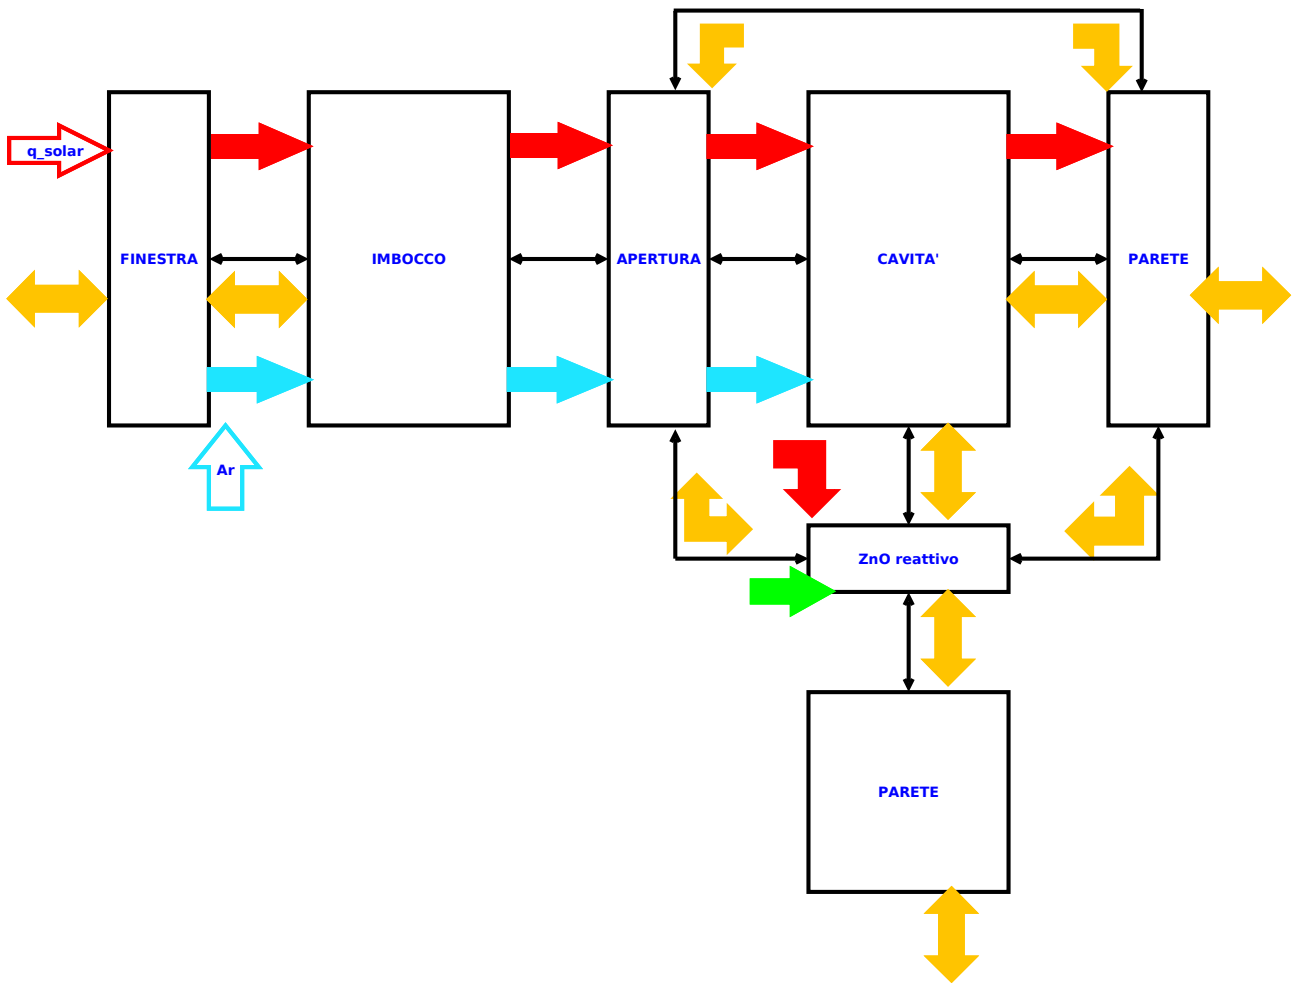 q_solar
FINESTRA
IMBOCCO
APERTURA
CAVITA'
PARETE
Ar
ZnO reattivo
PARETE